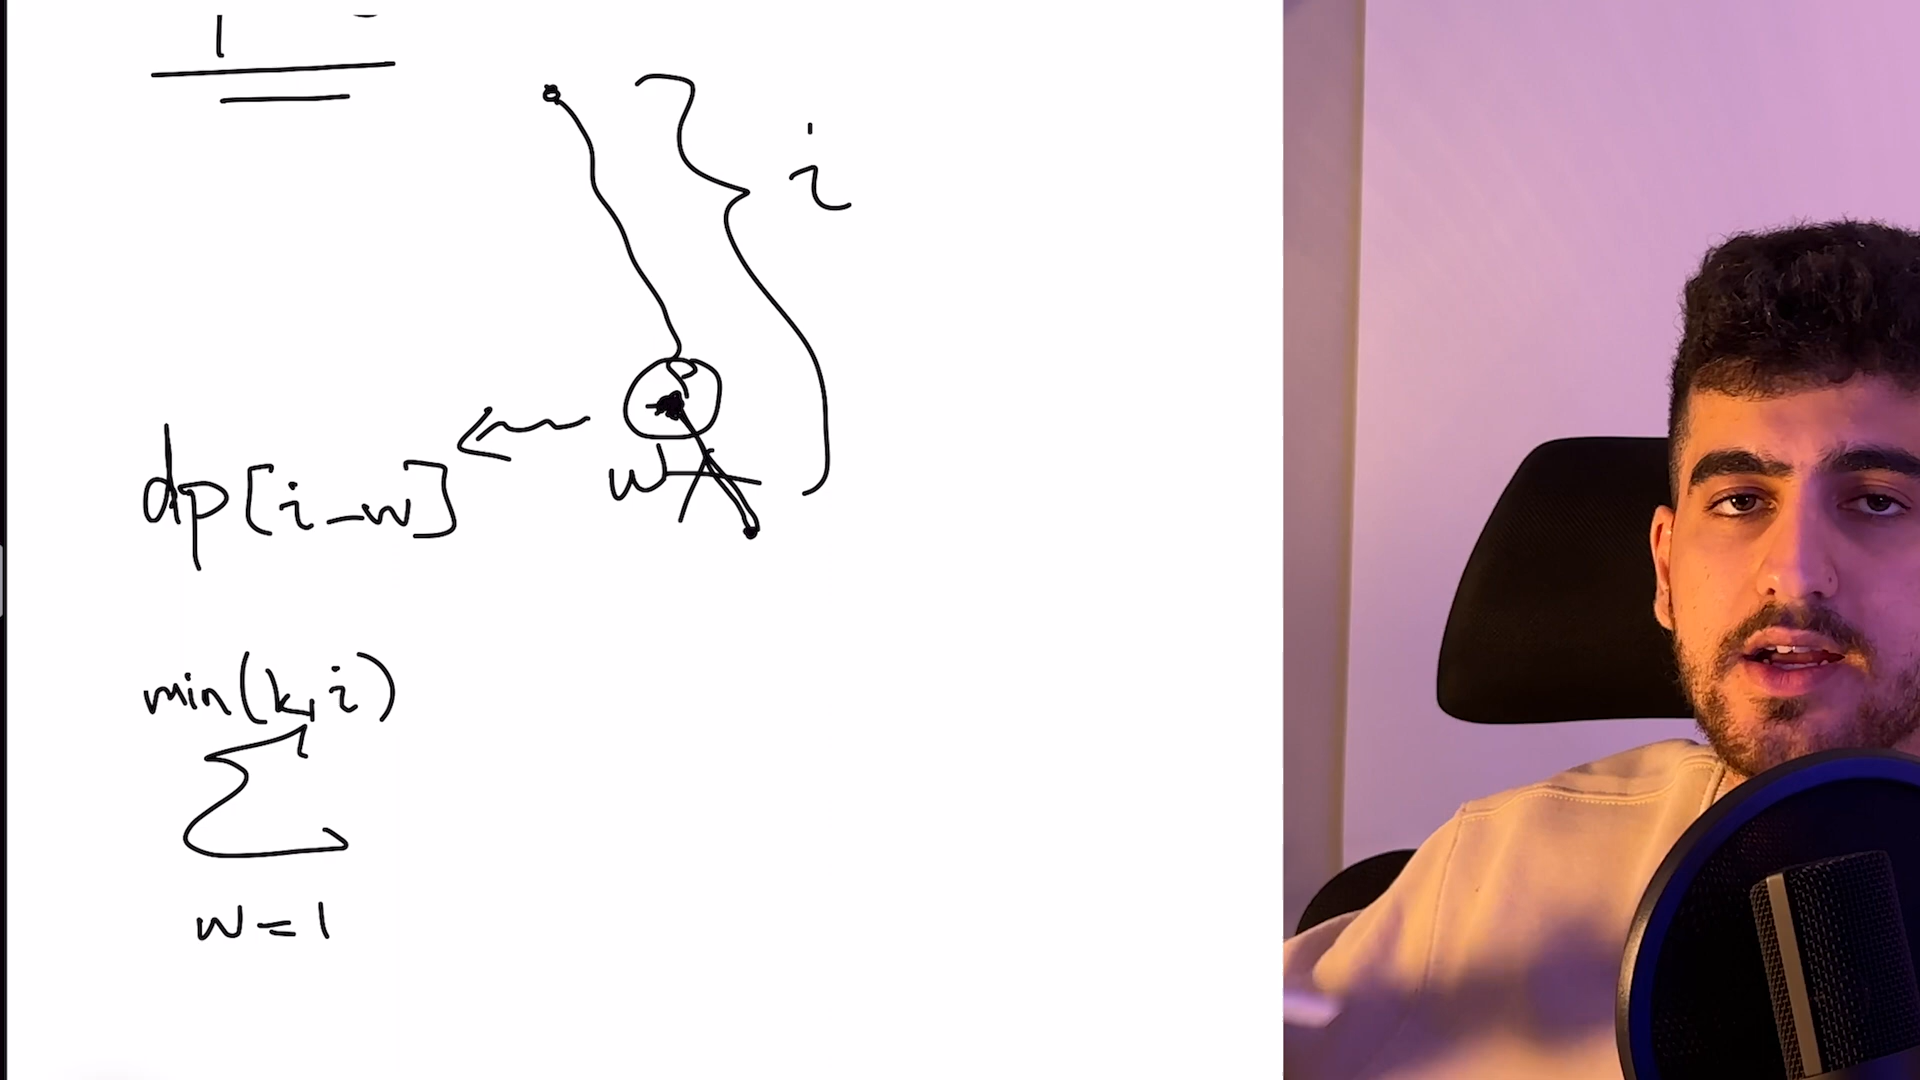 i
w
dp[i-w]
min(k,i)
Σ
w=1